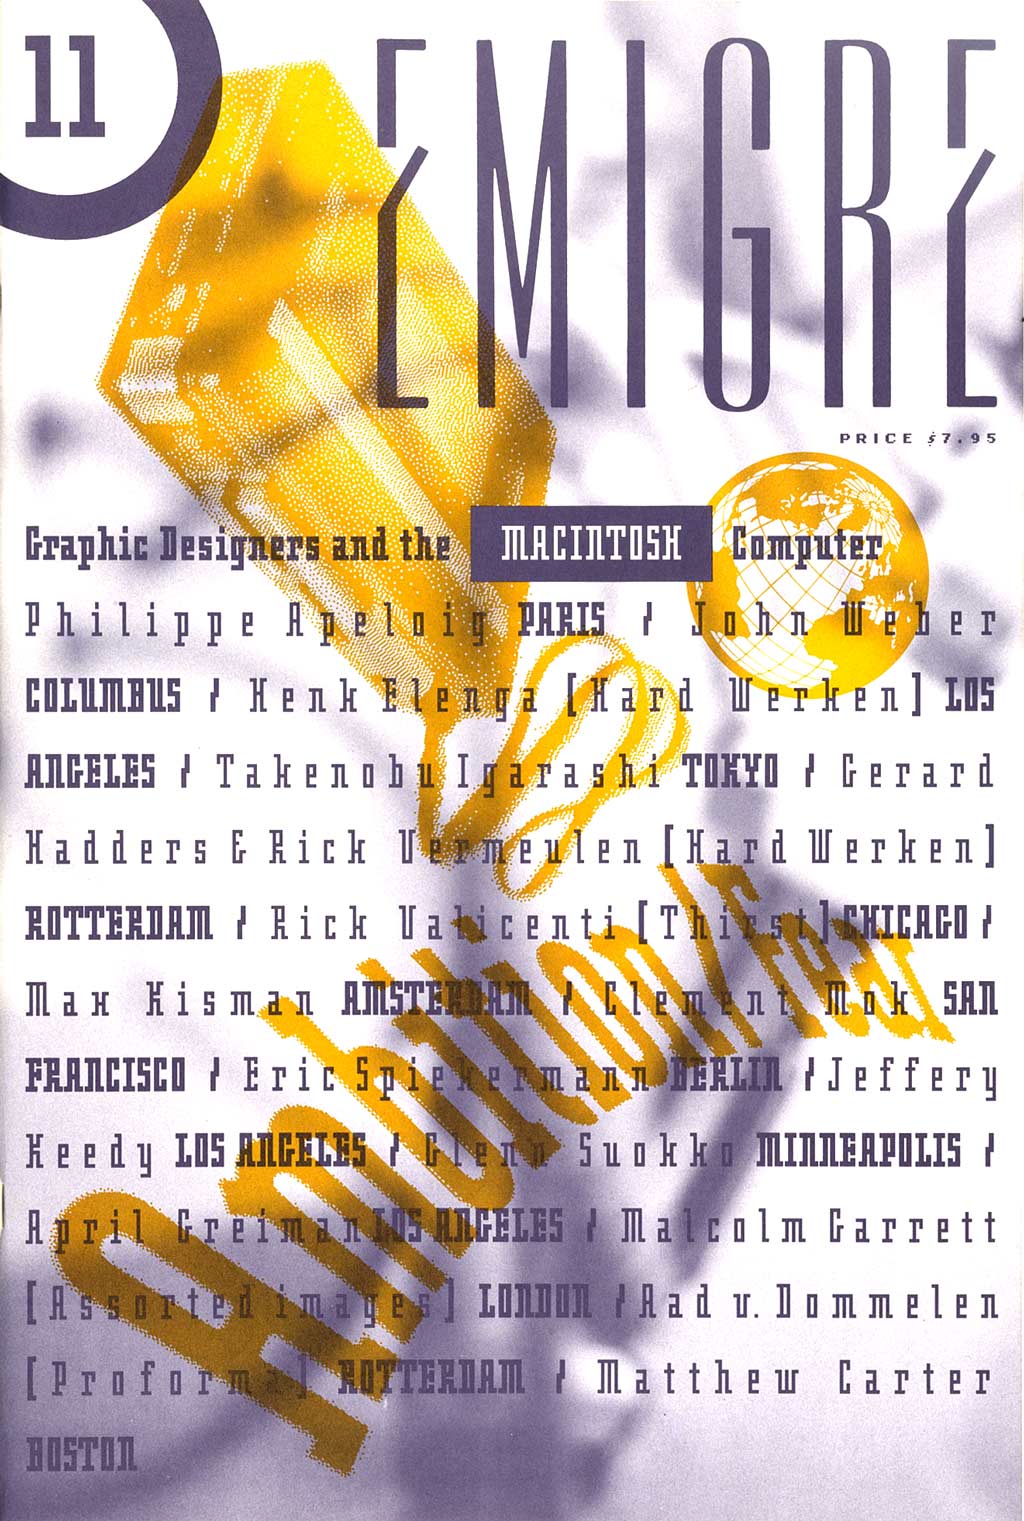 11
EMIGRE
PRICE $7.95
Graphic Designers and the MACINTOSH Computer
Philippe Apeloig PARIS / John Weber
COLUMBUS / Henk Elenga [Hard Werken] LOS
ANGELES / Takenobu Igarashi TOKYO / Gerard
Hadders & Rick Vermeulen [Hard Werken]
ROTTERDAM / Rick Valicenti [Thirst] CHICAGO /
Max Kisman AMSTERDAM / Clement Mok SAN
FRANCISCO / Eric Spiekermann BERLIN / Jeffery
Keedy LOS ANGELES / Glenn Suokko MINNEAPOLIS /
April Greiman LOS ANGELES / Malcolm Garrett
[Assorted images] LONDON / Aad v. Dommelen
[Proforma] ROTTERDAM / Matthew Carter
BOSTON
Ambition/Fear